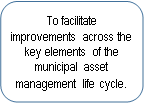 To facilitate
improvements across the
key elements of the
municipal asset
management life cycle.